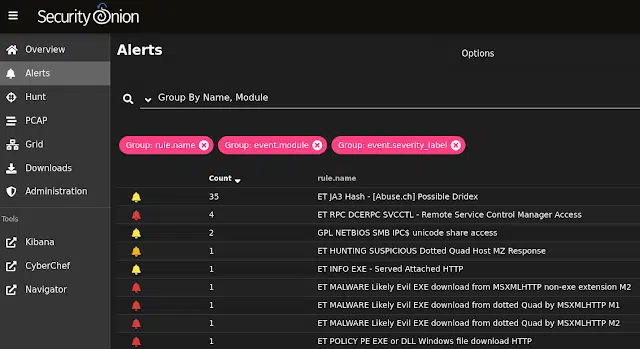 Security Onion
Overview
Alerts
Hunt
PCAP
Grid
Downloads
Administration
Tools
Kibana
CyberChef
Navigator
Alerts
Options
Group By Name, Module
Group: rule.name Group: event.module Group: event.severity_label
Count rule.name
35 ET JA3 Hash - [Abuse.ch] Possible Dridex
4 ET RPC DCERPC SVCCTL - Remote Service Control Manager Access
2 GPL NETBIOS SMB IPC$ unicode share access
1 ET HUNTING SUSPICIOUS Dotted Quad Host MZ Response
1 ET INFO EXE - Served Attached HTTP
1 ET MALWARE Likely Evil EXE download from MSXMLHTTP non-exe extension M2
1 ET MALWARE Likely Evil EXE download from dotted Quad by MSXMLHTTP M1
1 ET MALWARE Likely Evil EXE download from dotted Quad by MSXMLHTTP M2
1 ET POLICY PE EXE or DLL Windows file download HTTP